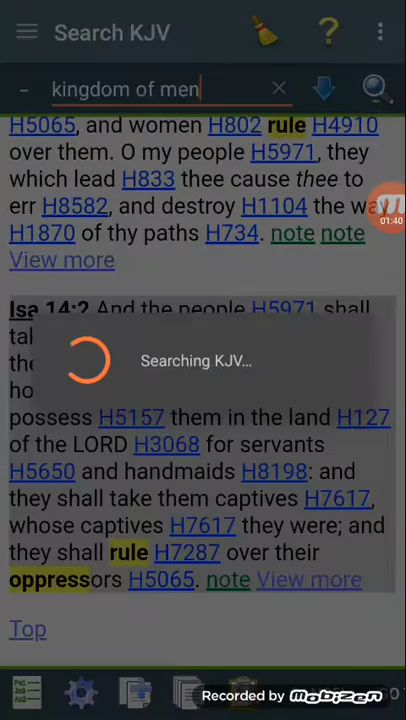 Search KJV
?
- kingdom of men
H5065, and women H802 rule H4910
over them. O my people H5971, they
which lead H833 thee cause thee to
err H8582, and destroy H1104 the way
01:40
H1870 of thy paths H734. note note
View more
Isa 14:2 And the people H5971 shall
Searching KJV...
possess H5157 them in the land H127
of the LORD H3068 for servants
H5650 and handmaids H8198: and
they shall take them captives H7617,
whose captives H7617 they were; and
they shall rule H7287 over their
oppressors H5065. note View more
Top
Recorded by mobizen